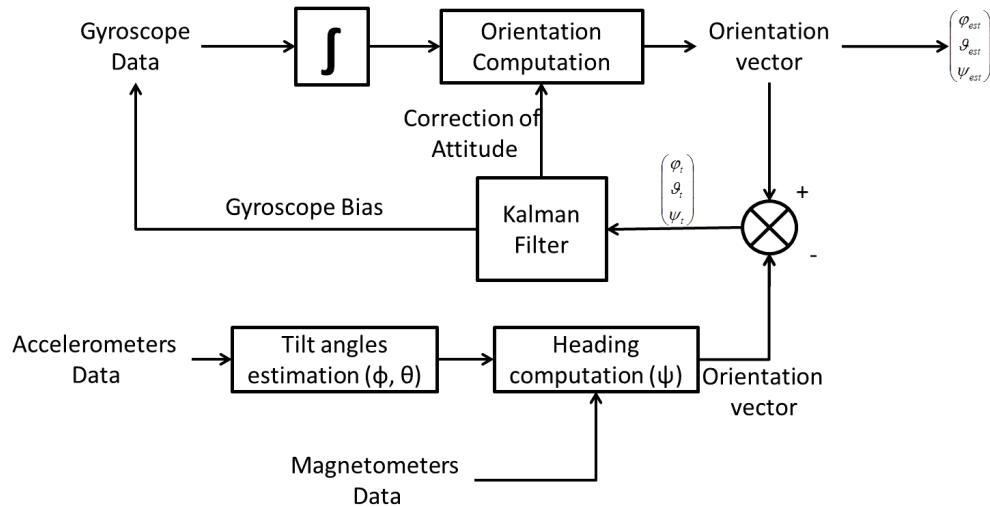 Gyroscope
Data
∫
Orientation
Computation
Orientation
vector
φest
ϑest
ψest
Correction of
Attitude
φt
ϑt
ψt
+
-
Gyroscope Bias
Kalman
Filter
Accelerometers
Data
Tilt angles
estimation (ϕ, θ)
Heading
computation (ψ)
Orientation
vector
Magnetometers
Data